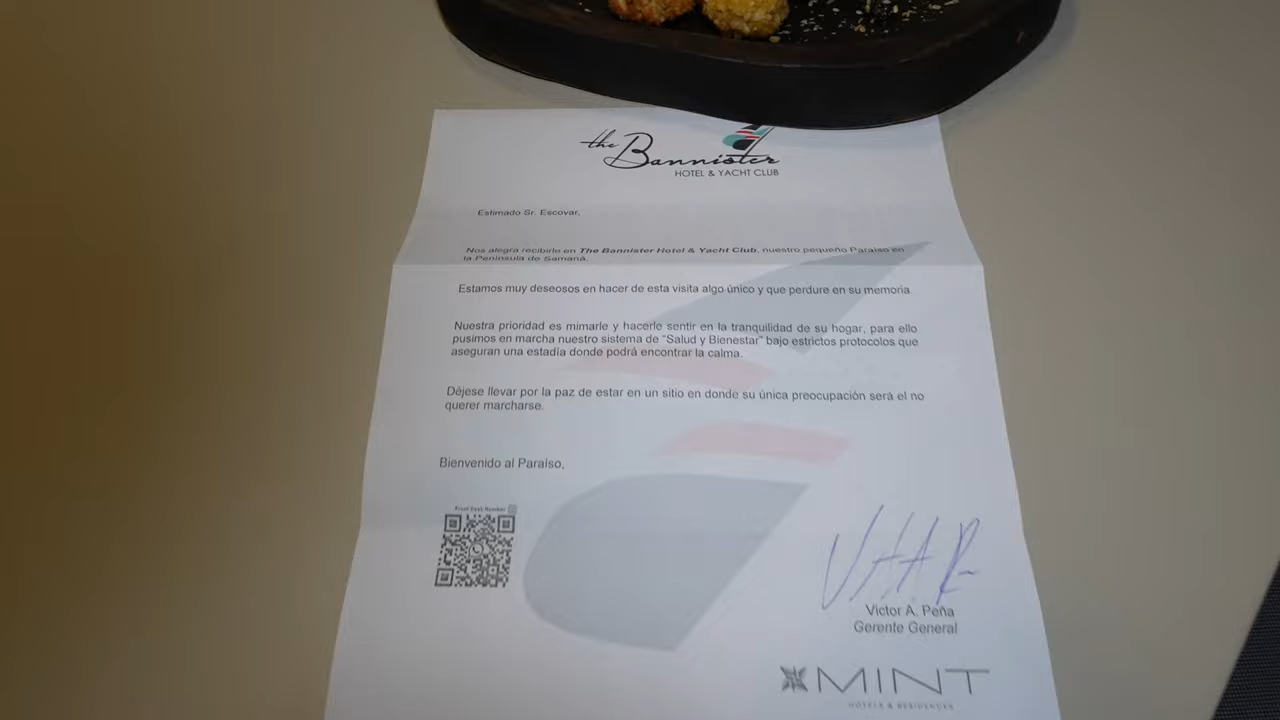 the Bannister
HOTEL & YACHT CLUB
Estimado Sr. Escovar,
Nos alegra recibirle en The Bannister Hotel & Yacht Club, nuestro pequeño Paraíso en
la Península de Samaná.
Estamos muy deseosos en hacer de esta visita algo único y que perdure en su memoria.
Nuestra prioridad es mimarle y hacerle sentir en la tranquilidad de su hogar, para ello
pusimos en marcha nuestro sistema de “Salud y Bienestar” bajo estrictos protocolos que
aseguran una estadía donde podrá encontrar la calma.
Déjese llevar por la paz de estar en un sitio en donde su única preocupación será el no
querer marcharse.
Bienvenido al Paraíso,
Front Desk Number
Victor A. Peña
Gerente General
MINT
HOTELS & RESIDENCES